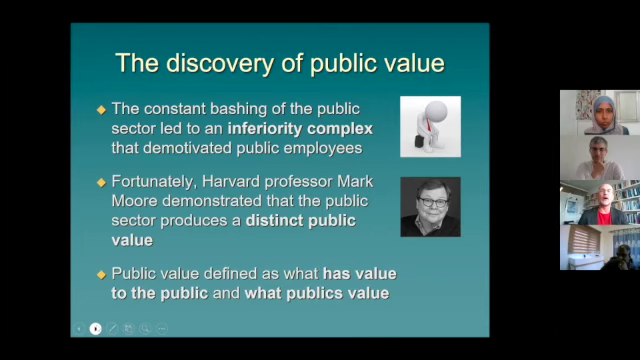 The discovery of public value
The constant bashing of the public
sector led to an inferiority complex
that demotivated public employees
Fortunately, Harvard professor Mark
Moore demonstrated that the public
sector produces a distinct public
value
Public value defined as what has value
to the public and what publics value